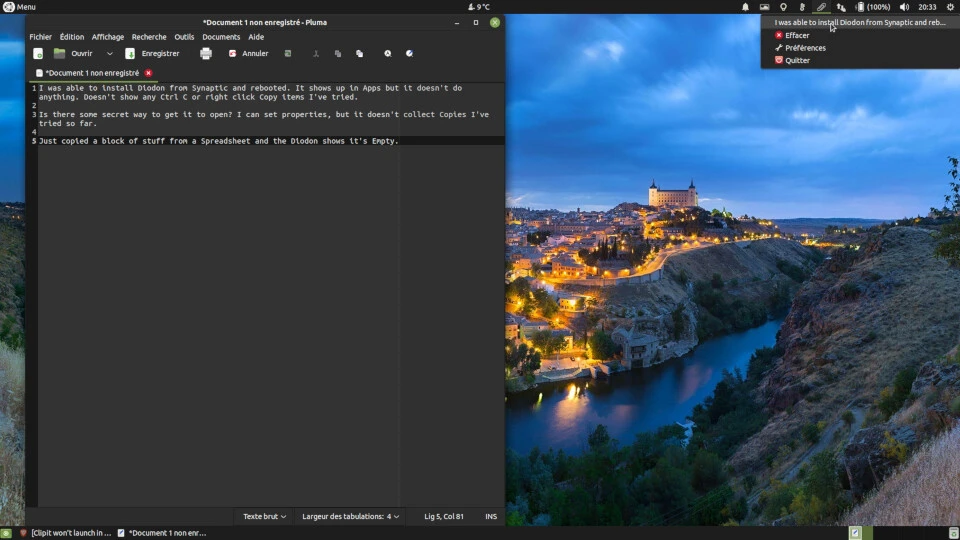 Menu
9 °C
(100%)
20:33
*Document 1 non enregistré - Pluma
Fichier Édition Affichage Recherche Outils Documents Aide
Ouvrir Enregistrer Annuler
*Document 1 non enregistré
1 I was able to install Diodon from Synaptic and rebooted. It shows up in Apps but it doesn't do
anything. Doesn't show any Ctrl C or right click Copy items I've tried.
2
3 Is there some secret way to get it to open? I can set properties, but it doesn't collect Copies I've
tried so far.
4
5 Just copied a block of stuff from a Spreadsheet and the Diodon shows it's Empty.
I was able to install Diodon from Synaptic and reb...
Effacer
Préférences
Quitter
Texte brut Largeur des tabulations: 4 Lig 5, Col 81 INS
[Clipit won't launch in ... *Document 1 non enr...